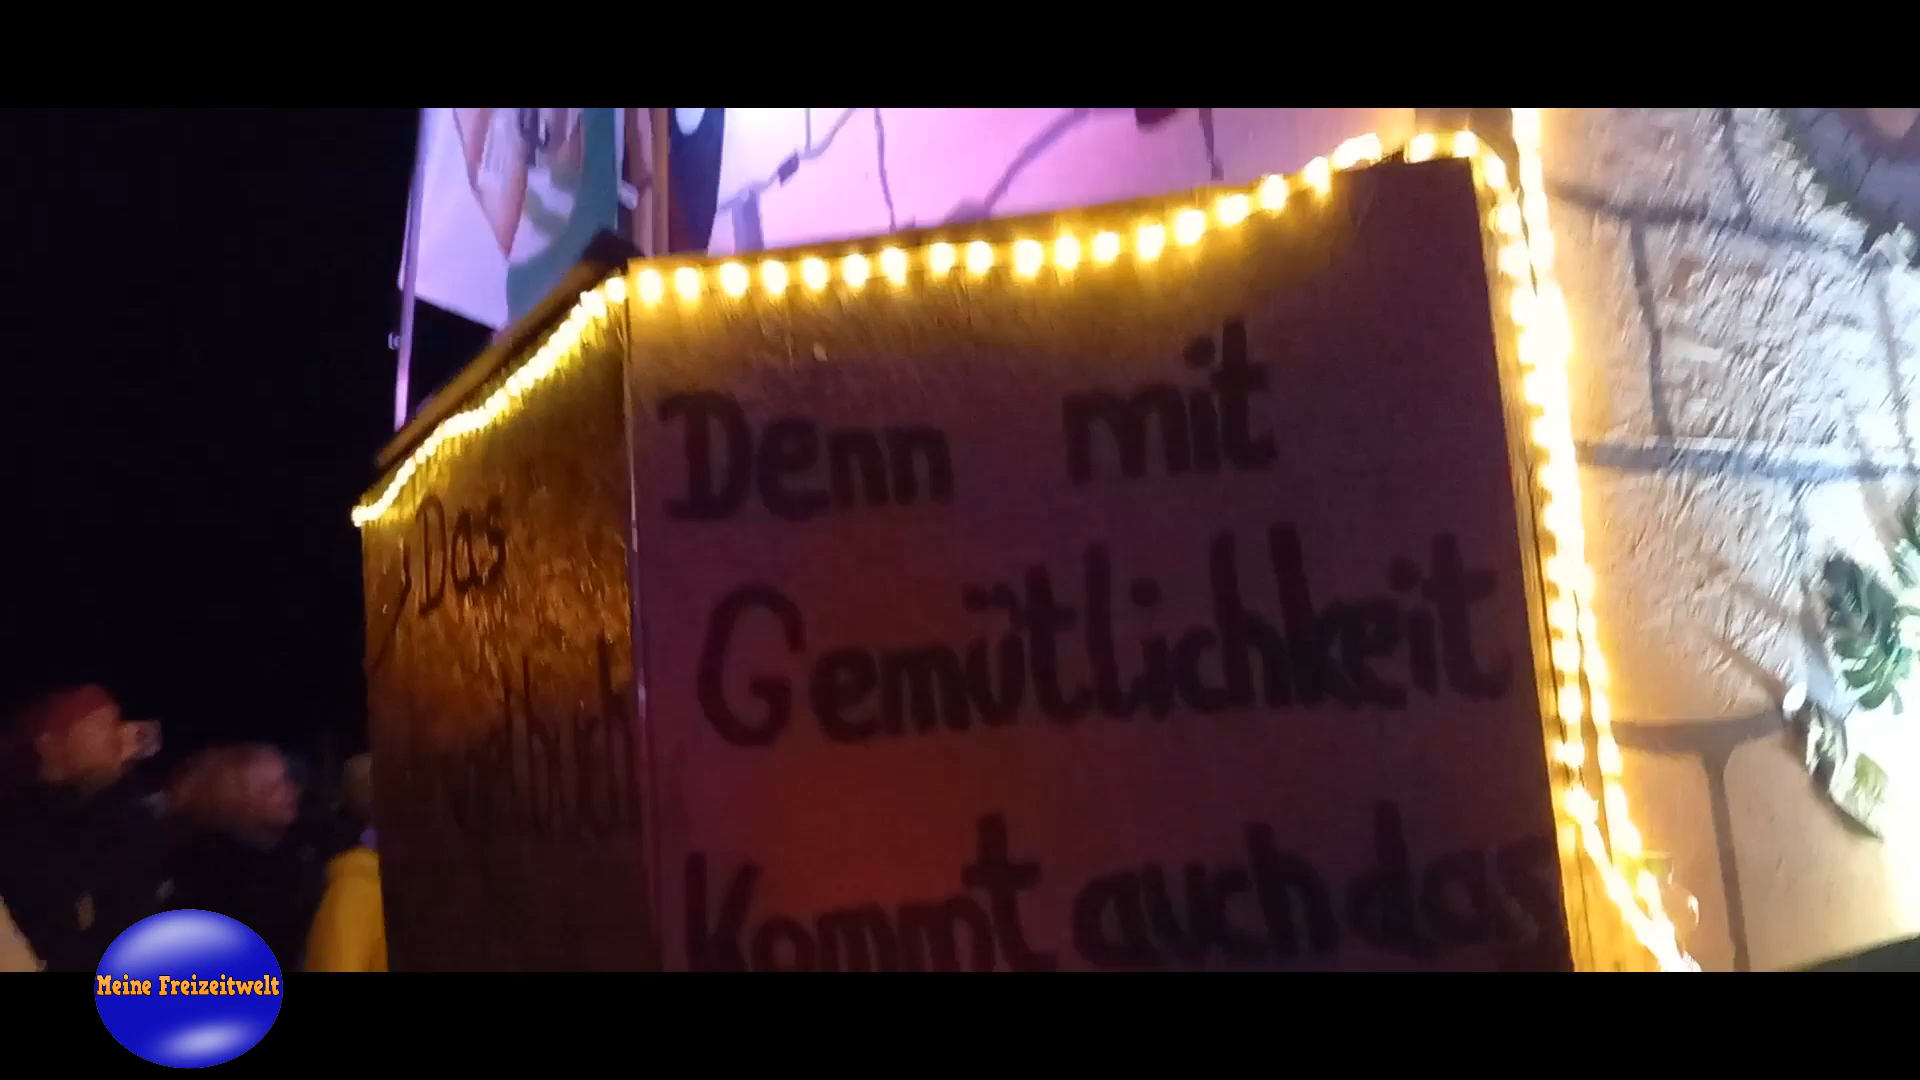 „Das
Denn mit
Gemütlichkeit
Kommt auch das
Meine Freizeitwelt